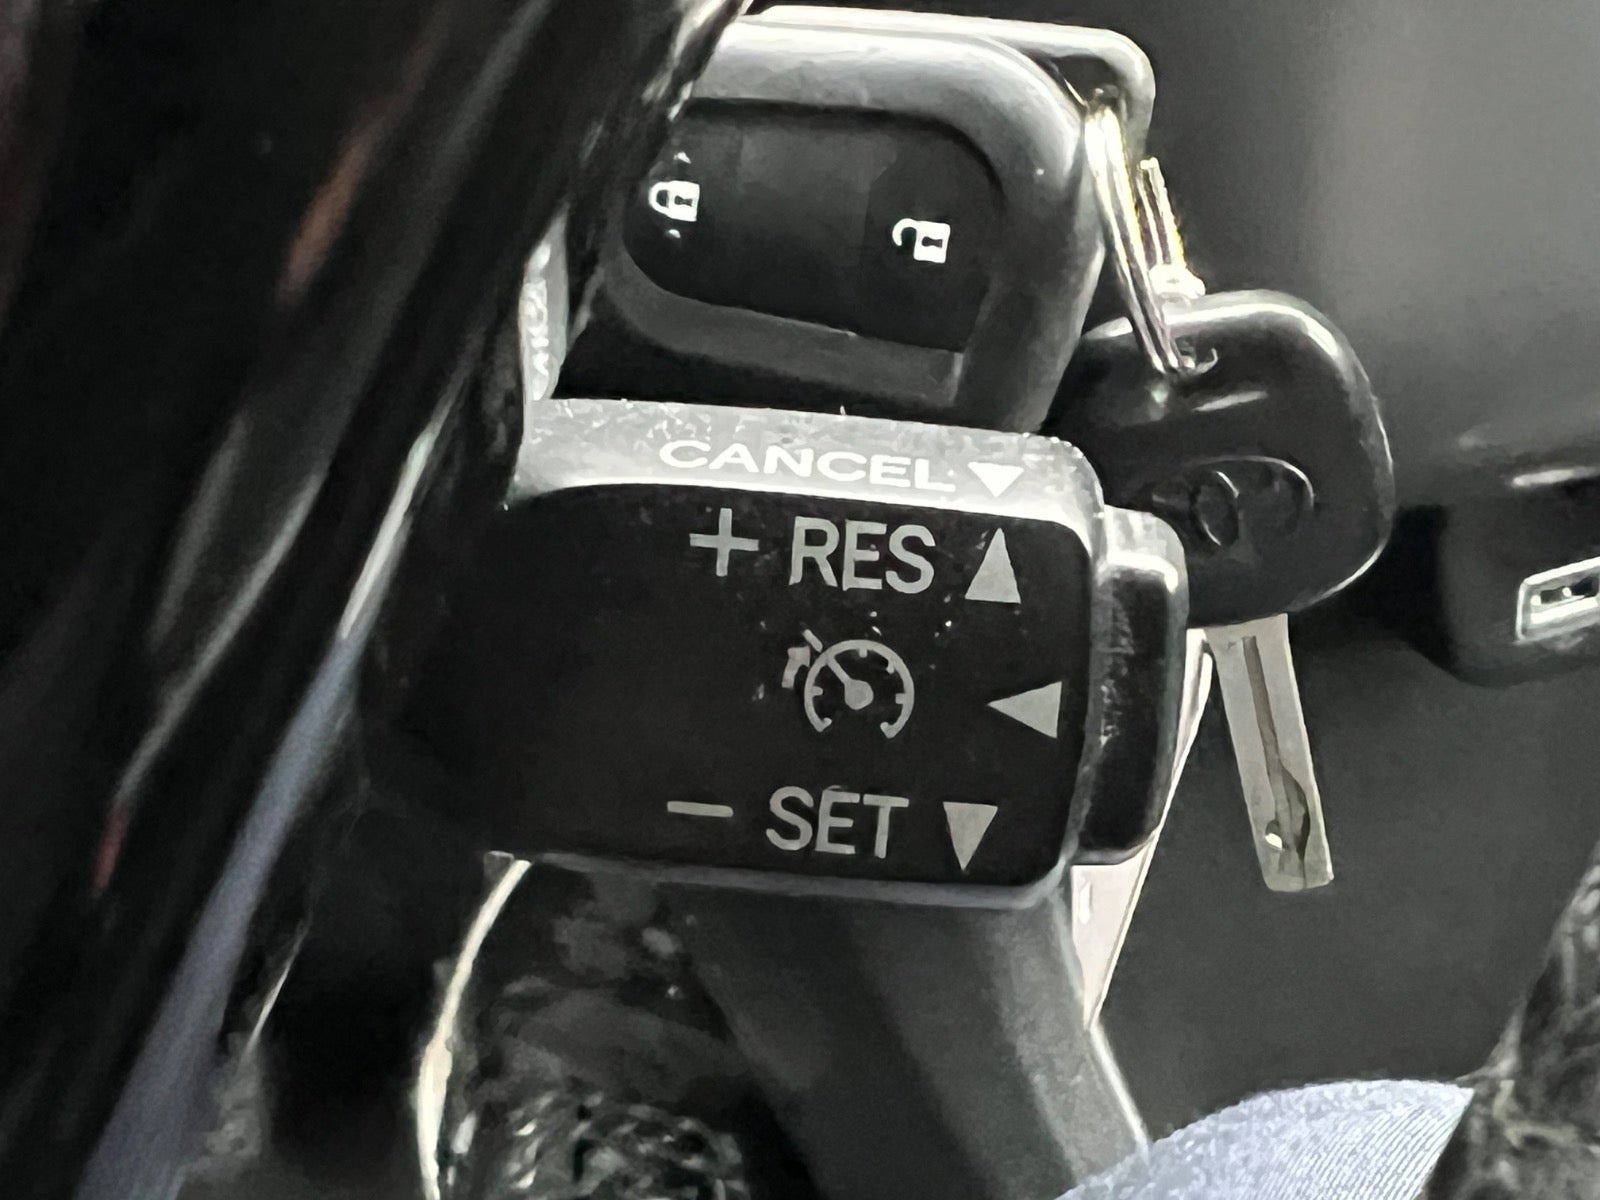 CANCEL▼
+ RES ▲
◀
- SET ▼